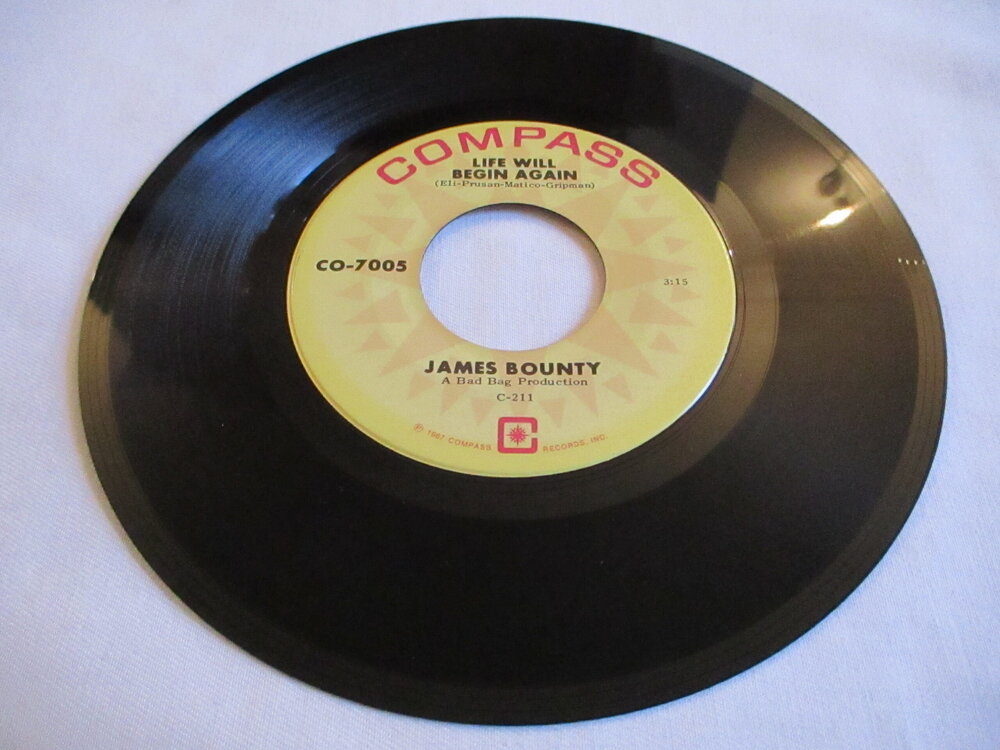 COMPASS
LIFE WILL
BEGIN AGAIN
(Eli-Prusan-Matico-Gripman)
CO-7005
3:15
JAMES BOUNTY
A Bad Bag Production
C-211
℗ 1967 COMPASS C RECORDS, INC.